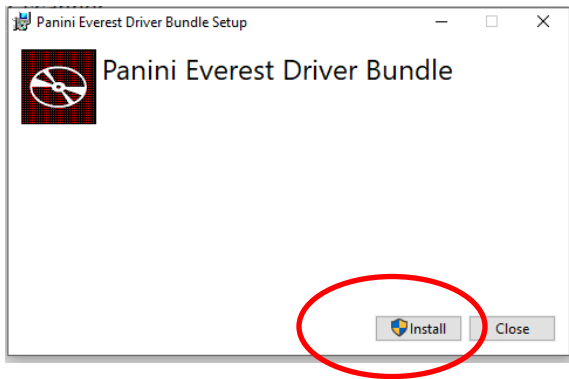 Panini Everest Driver Bundle Setup
Panini Everest Driver Bundle
Install
Close